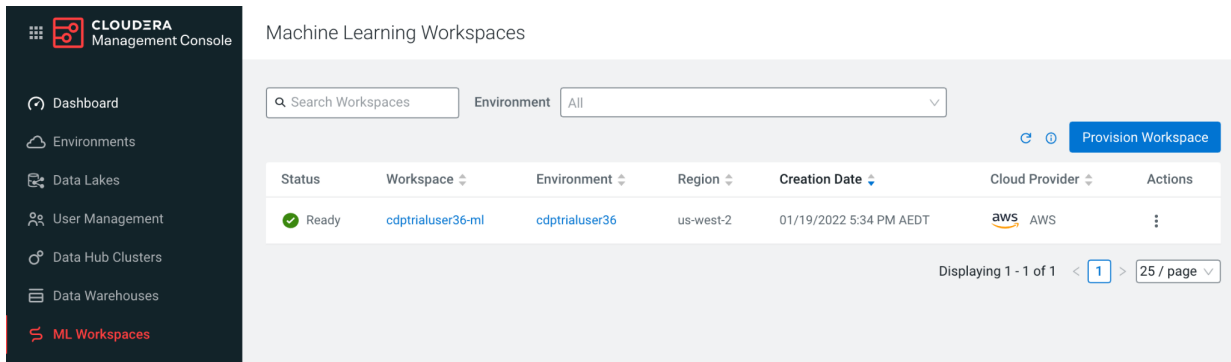 CLOUDERA
Management Console
Machine Learning Workspaces
Dashboard
Environments
Data Lakes
User Management
Data Hub Clusters
Data Warehouses
ML Workspaces
Search Workspaces Environment All
Provision Workspace
Status Workspace Environment Region Creation Date Cloud Provider Actions
Ready cdptrialuser36-ml cdptrialuser36 us-west-2 01/19/2022 5:34 PM AEDT aws AWS
Displaying 1 - 1 of 1 < 1 > 25 / page